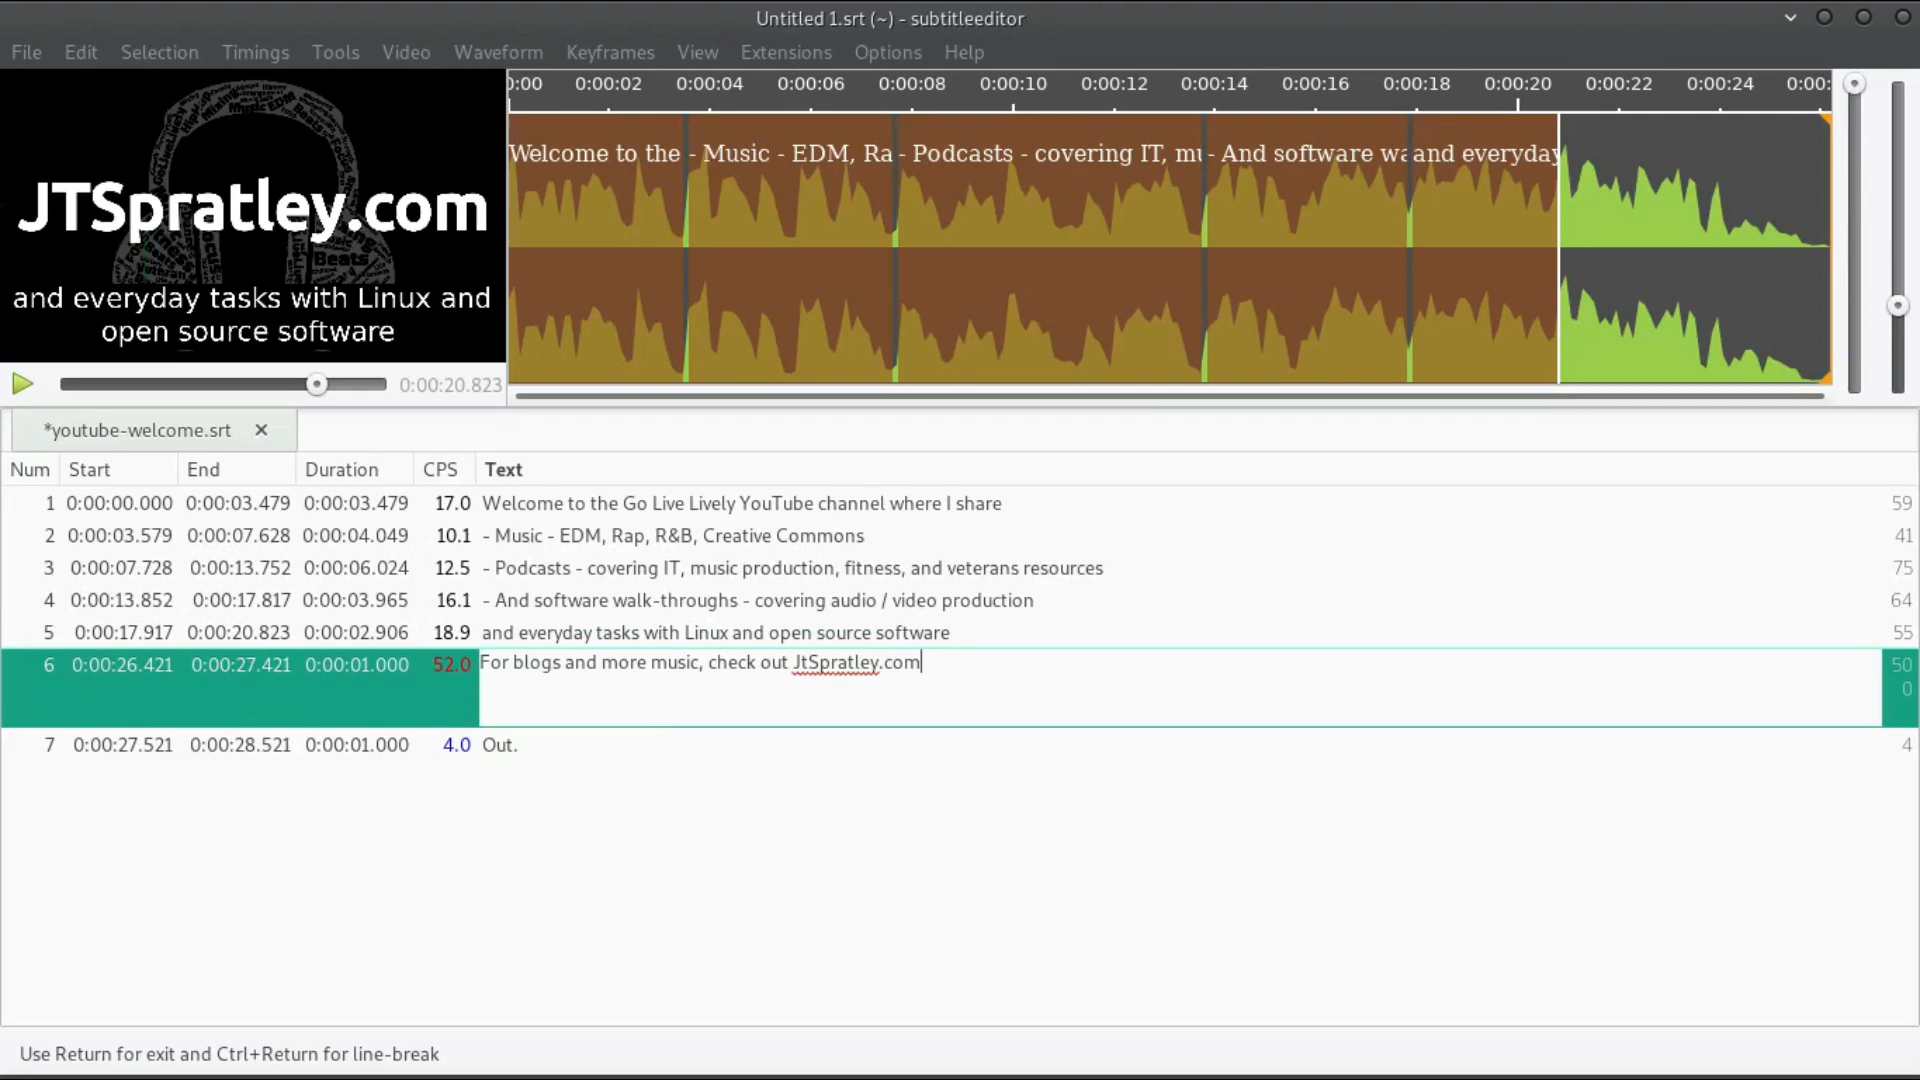 Untitled 1.srt (~) - subtitleeditor
File Edit Selection Timings Tools Video Waveform Keyframes View Extensions Options Help
0:00 0:00:02 0:00:04 0:00:06 0:00:08 0:00:10 0:00:12 0:00:14 0:00:16 0:00:18 0:00:20 0:00:22 0:00:24 0:00:
Welcome to the - Music - EDM, Ra - Podcasts - covering IT, mu - And software wa and everyday
Music EDM
JTSpratley.com
Beats
and everyday tasks with Linux and
open source software
0:00:20.823
*youtube-welcome.srt
Num Start End Duration CPS Text
1 0:00:00.000 0:00:03.479 0:00:03.479 17.0 Welcome to the Go Live Lively YouTube channel where I share 59
2 0:00:03.579 0:00:07.628 0:00:04.049 10.1 - Music - EDM, Rap, R&B, Creative Commons 41
3 0:00:07.728 0:00:13.752 0:00:06.024 12.5 - Podcasts - covering IT, music production, fitness, and veterans resources 75
4 0:00:13.852 0:00:17.817 0:00:03.965 16.1 - And software walk-throughs - covering audio / video production 64
5 0:00:17.917 0:00:20.823 0:00:02.906 18.9 and everyday tasks with Linux and open source software 55
6 0:00:26.421 0:00:27.421 0:00:01.000 52.0 For blogs and more music, check out JtSpratley.com 50
0
7 0:00:27.521 0:00:28.521 0:00:01.000 4.0 Out. 4
Use Return for exit and Ctrl+Return for line-break